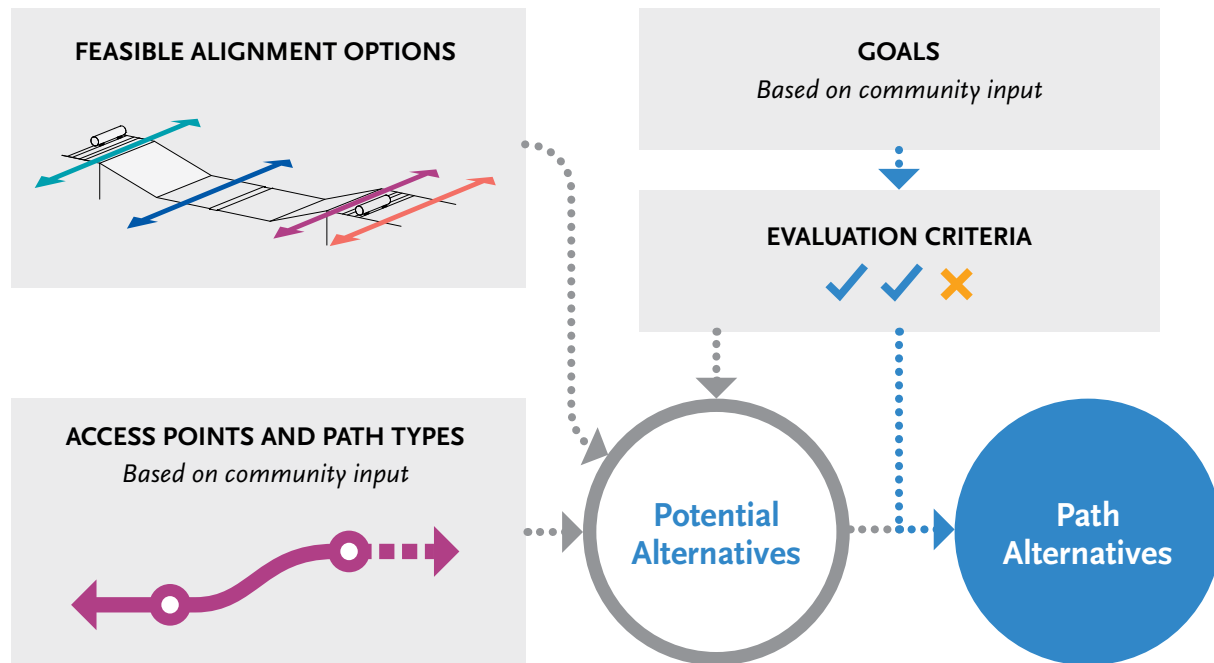 FEASIBLE ALIGNMENT OPTIONS
GOALS
Based on community input
EVALUATION CRITERIA
ACCESS POINTS AND PATH TYPES
Based on community input
Potential
Alternatives
Path
Alternatives